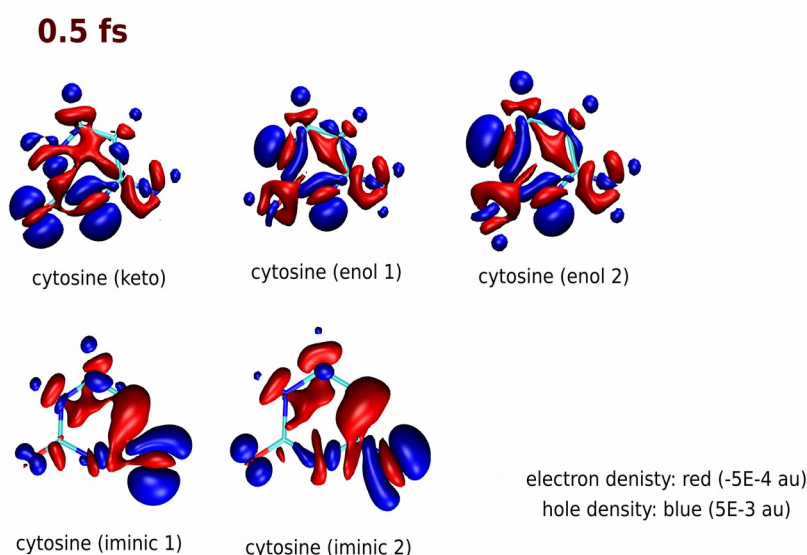 0.5 fs
cytosine (keto)
cytosine (enol 1)
cytosine (enol 2)
cytosine (iminic 1)
cytosine (iminic 2)
electron denisty: red (-5E-4 au)
hole density: blue (5E-3 au)